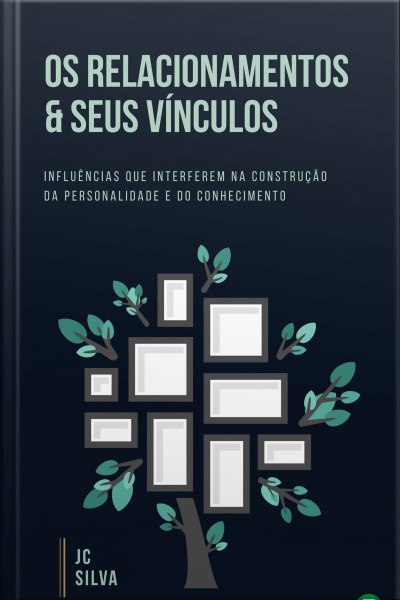 OS RELACIONAMENTOS
& SEUS VÍNCULOS
INFLUÊNCIAS QUE INTERFEREM NA CONSTRUÇÃO
DA PERSONALIDADE E DO CONHECIMENTO
JC
SILVA